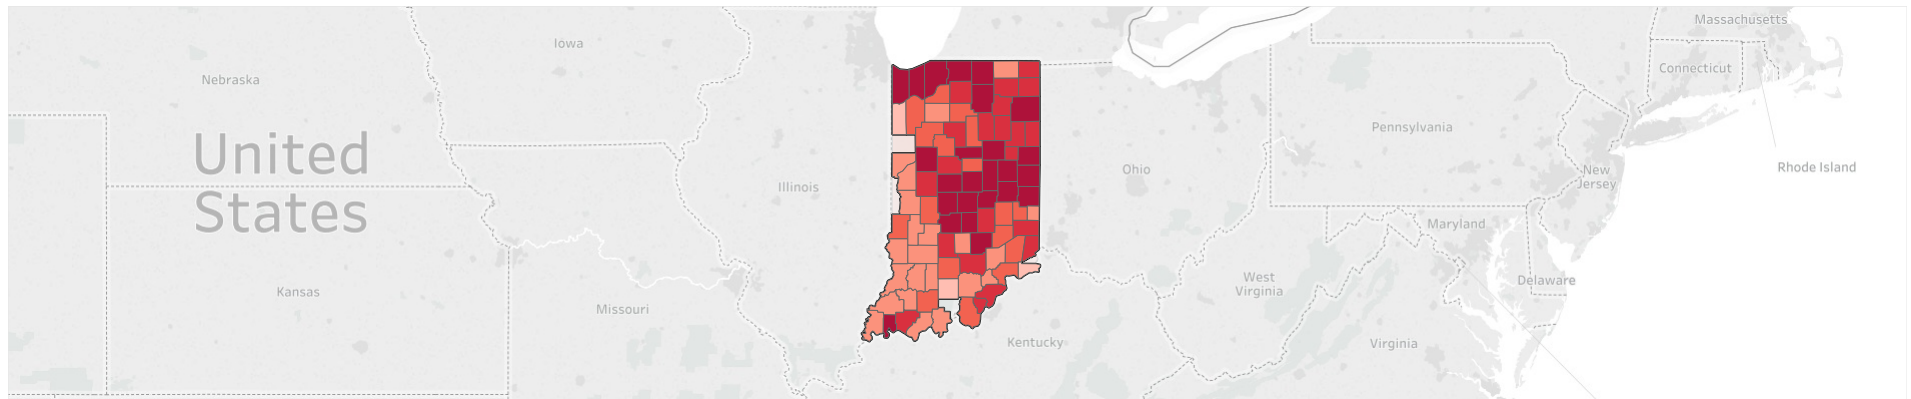 Massachusetts
Iowa
Connecticut
Nebraska
Pennsylvania
United
States
Rhode Island
Ohio
New
Jersey
Illinois
Maryland
West
Virginia
Delaware
Kansas
Missouri
Kentucky
Virginia